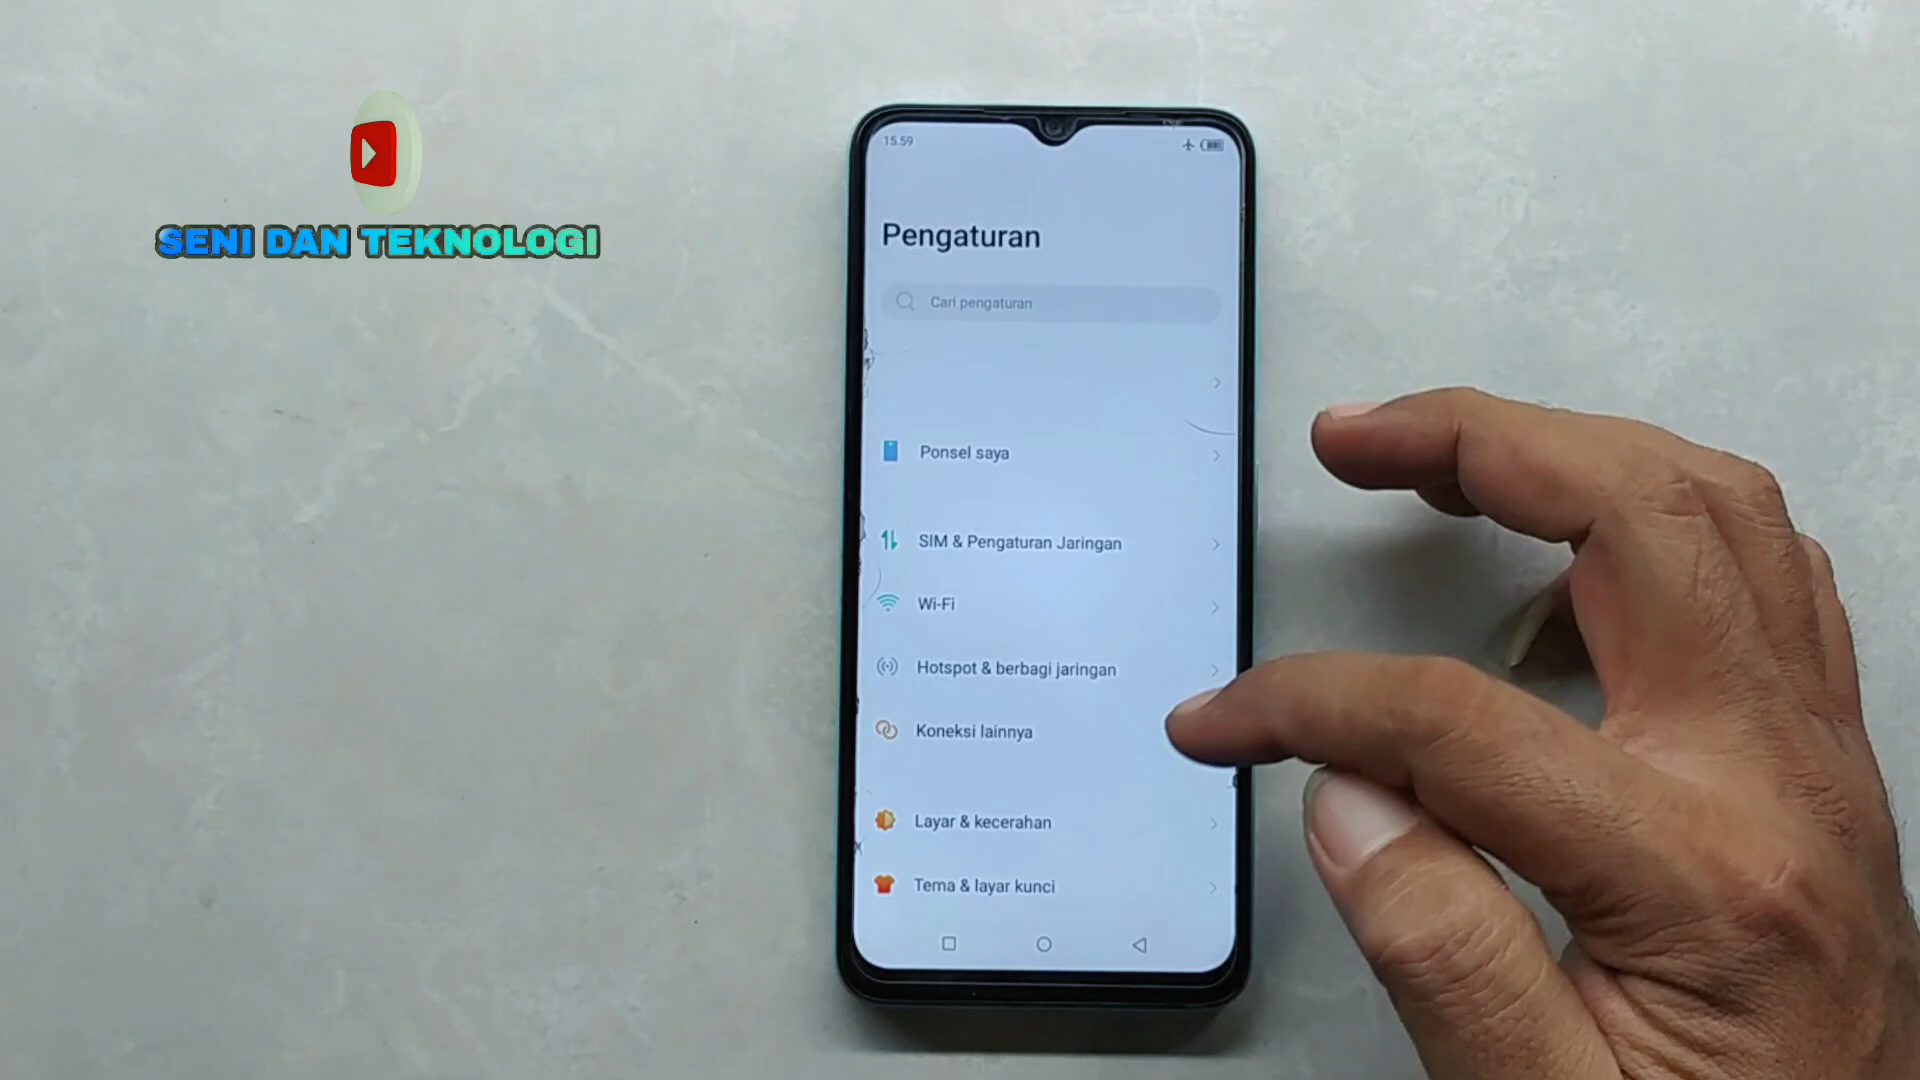 SENI DAN TEKNOLOGI
15.59
Pengaturan
Cari pengaturan
Ponsel saya
SIM & Pengaturan Jaringan
Wi-Fi
Hotspot & berbagi jaringan
Koneksi lainnya
Layar & kecerahan
Tema & layar kunci